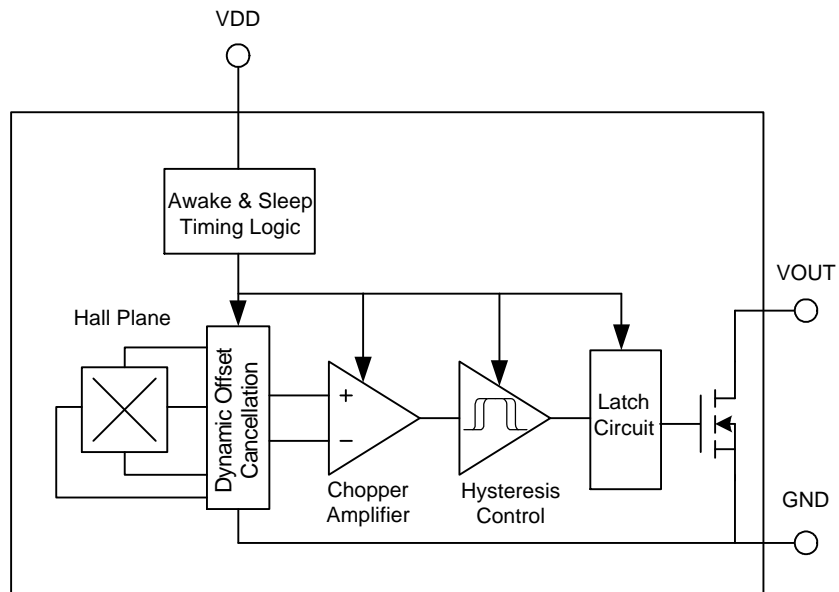 VDD
Awake & Sleep
Timing Logic
VOUT
Hall Plane
Dynamic Offset
Cancellation
+
−
Latch
Circuit
Chopper
Amplifier
Hysteresis
Control
GND